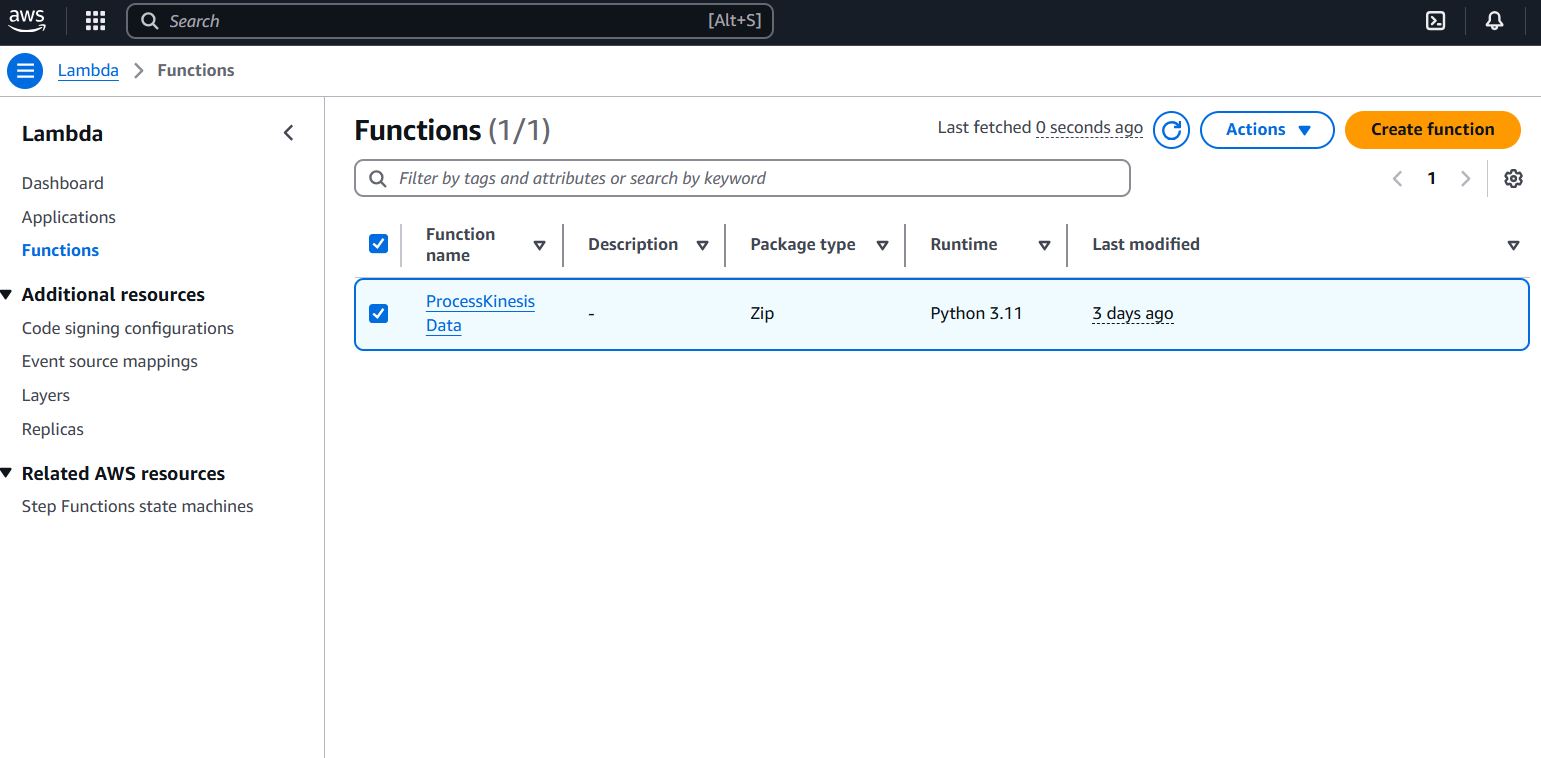 aws
Search [Alt+S]
Lambda Functions
Lambda
Dashboard
Applications
Functions
Additional resources
Code signing configurations
Event source mappings
Layers
Replicas
Related AWS resources
Step Functions state machines
Functions (1/1)
Last fetched 0 seconds ago
Actions
Create function
Filter by tags and attributes or search by keyword
1
Function
name
Description
Package type
Runtime
Last modified
ProcessKinesis
Data
-
Zip
Python 3.11
3 days ago